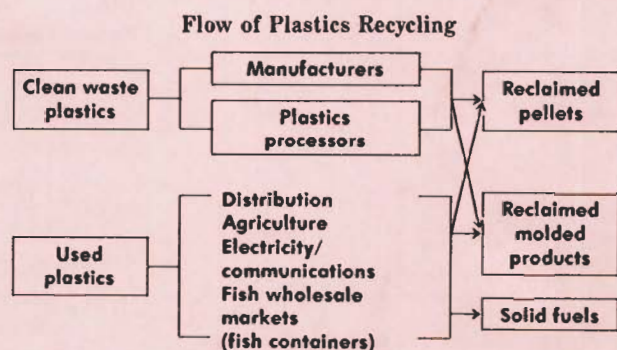 Flow of Plastics Recycling
Clean waste
plastics
Manufacturers
Plastics
processors
Reclaimed
pellets
Used
plastics
Distribution
Agriculture
Electricity/
communications
Fish wholesale
markets
(fish containers)
Reclaimed
molded
products
Solid fuels